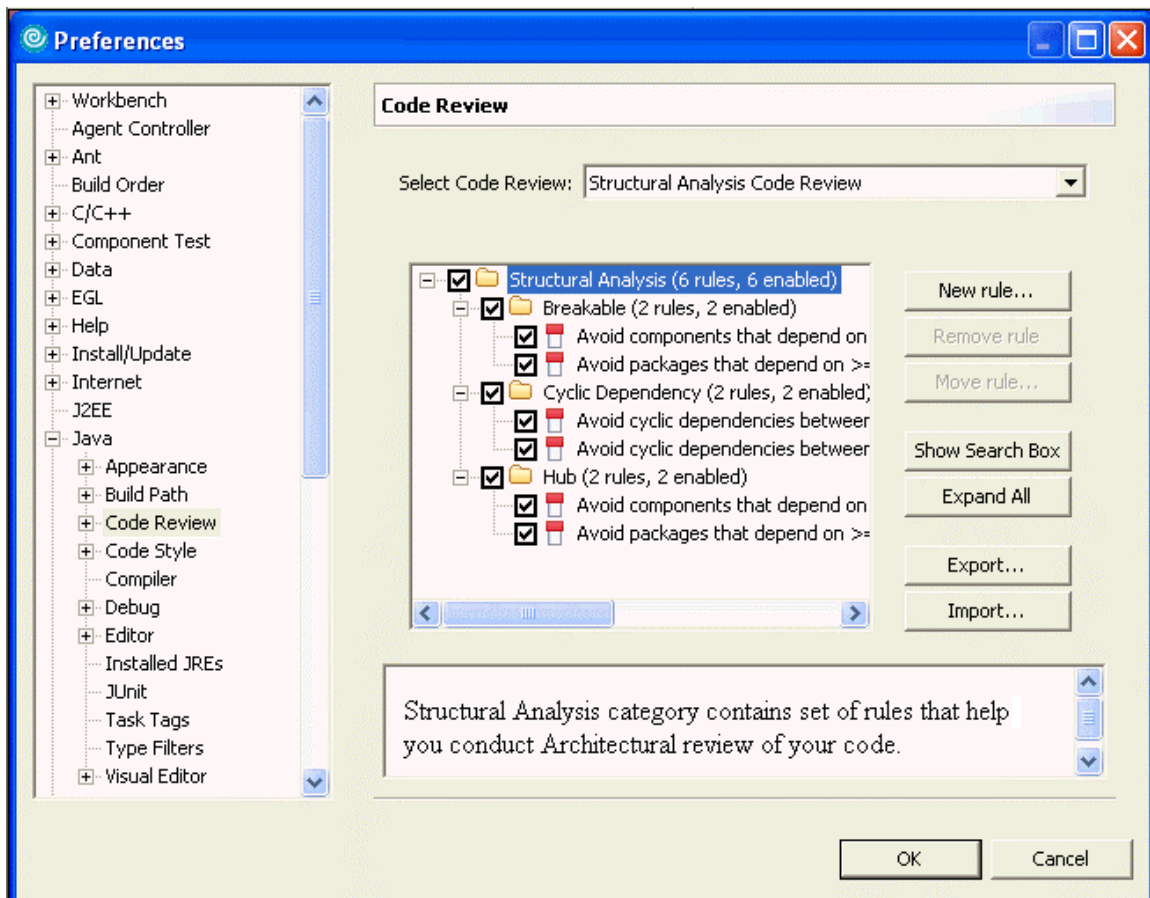 Preferences
Workbench
Agent Controller
Ant
Build Order
C/C++
Component Test
Data
EGL
Help
Install/Update
Internet
J2EE
Java
Appearance
Build Path
Code Review
Code Style
Compiler
Debug
Editor
Installed JREs
JUnit
Task Tags
Type Filters
Visual Editor
Code Review
Select Code Review: Structural Analysis Code Review
Structural Analysis (6 rules, 6 enabled)
Breakable (2 rules, 2 enabled)
Avoid components that depend on
Avoid packages that depend on >=
Cyclic Dependency (2 rules, 2 enabled)
Avoid cyclic dependencies between
Avoid cyclic dependencies between
Hub (2 rules, 2 enabled)
Avoid components that depend on
Avoid packages that depend on >=
New rule...
Remove rule
Move rule...
Show Search Box
Expand All
Export...
Import...
Structural Analysis category contains set of rules that help
you conduct Architectural review of your code.
OK Cancel